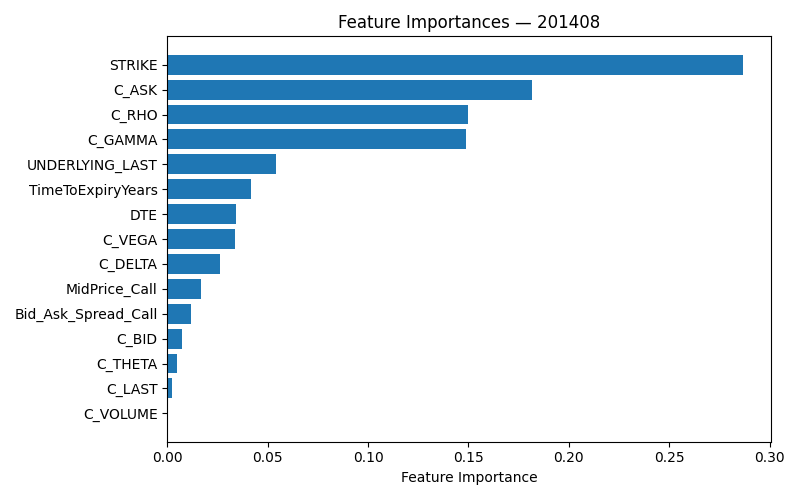 Feature Importances — 201408
STRIKE
C_ASK
C_RHO
C_GAMMA
UNDERLYING_LAST
TimeToExpiryYears
DTE
C_VEGA
C_DELTA
MidPrice_Call
Bid_Ask_Spread_Call
C_BID
C_THETA
C_LAST
C_VOLUME
0.00 0.05 0.10 0.15 0.20 0.25 0.30
Feature Importance